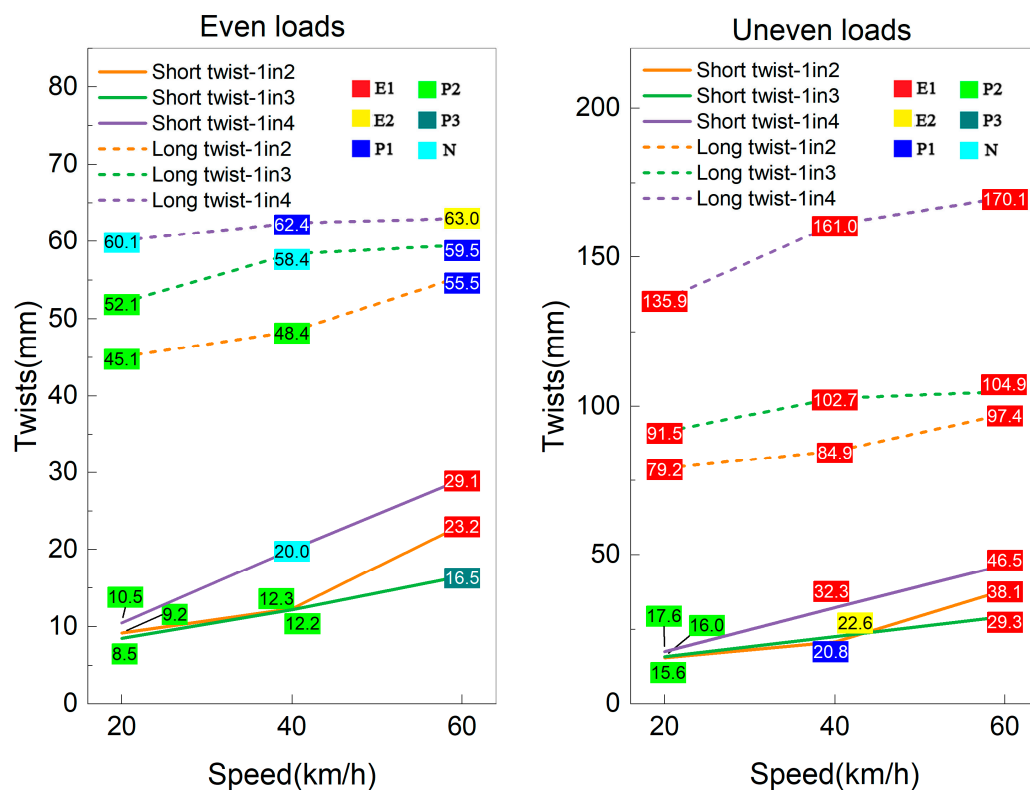 Even loads
Short twist-1in2
Short twist-1in3
Short twist-1in4
Long twist-1in2
Long twist-1in3
Long twist-1in4
E1
P2
E2
P3
P1
N
80
70
60
50
40
30
20
10
0
Twists(mm)
60.1
62.4
63.0
52.1
58.4
59.5
45.1
48.4
55.5
10.5
20.0
29.1
9.2
12.3
23.2
8.5
12.2
16.5
20
40
60
Speed(km/h)
Uneven loads
Short twist-1in2
Short twist-1in3
Short twist-1in4
Long twist-1in2
Long twist-1in3
Long twist-1in4
E1
P2
E2
P3
P1
N
200
150
100
50
0
Twists(mm)
135.9
161.0
170.1
91.5
102.7
104.9
79.2
84.9
97.4
17.6
32.3
46.5
16.0
22.6
38.1
15.6
20.8
29.3
20
40
60
Speed(km/h)